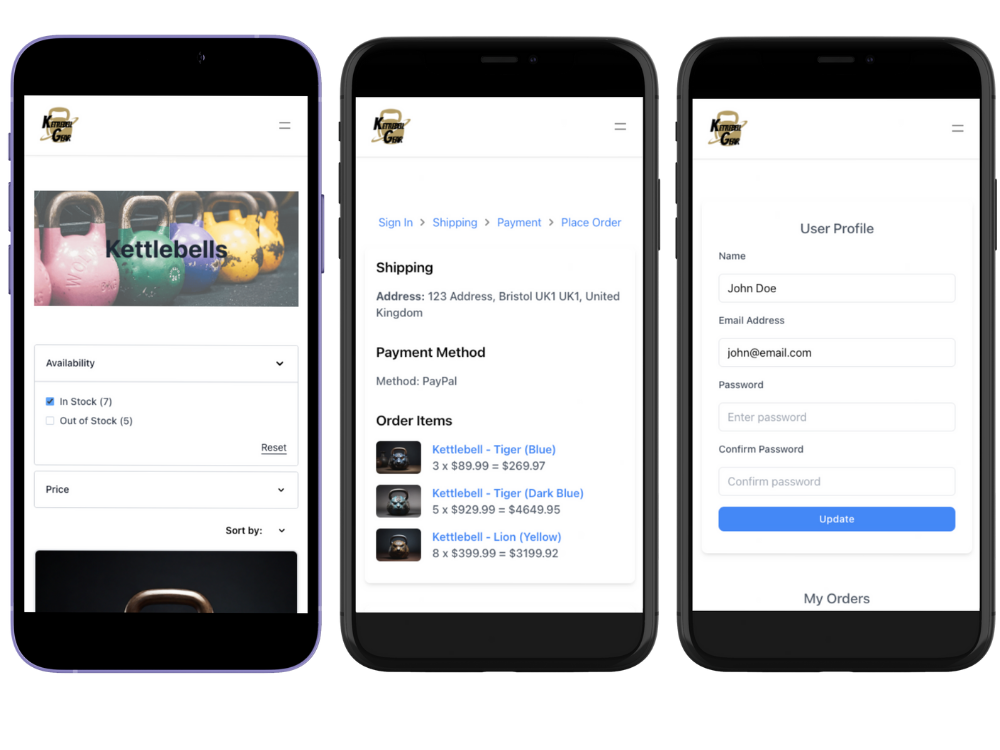 KETTLEBELL
GEAR
Kettlebells
Availability
In Stock (7)
Out of Stock (5)
Reset
Price
Sort by:
KETTLEBELL
GEAR
Sign In > Shipping > Payment > Place Order
Shipping
Address: 123 Address, Bristol UK1 UK1, United
Kingdom
Payment Method
Method: PayPal
Order Items
Kettlebell - Tiger (Blue)
3 x $89.99 = $269.97
Kettlebell - Tiger (Dark Blue)
5 x $929.99 = $4649.95
Kettlebell - Lion (Yellow)
8 x $399.99 = $3199.92
KETTLEBELL
GEAR
User Profile
Name
John Doe
Email Address
john@email.com
Password
Enter password
Confirm Password
Confirm password
Update
My Orders